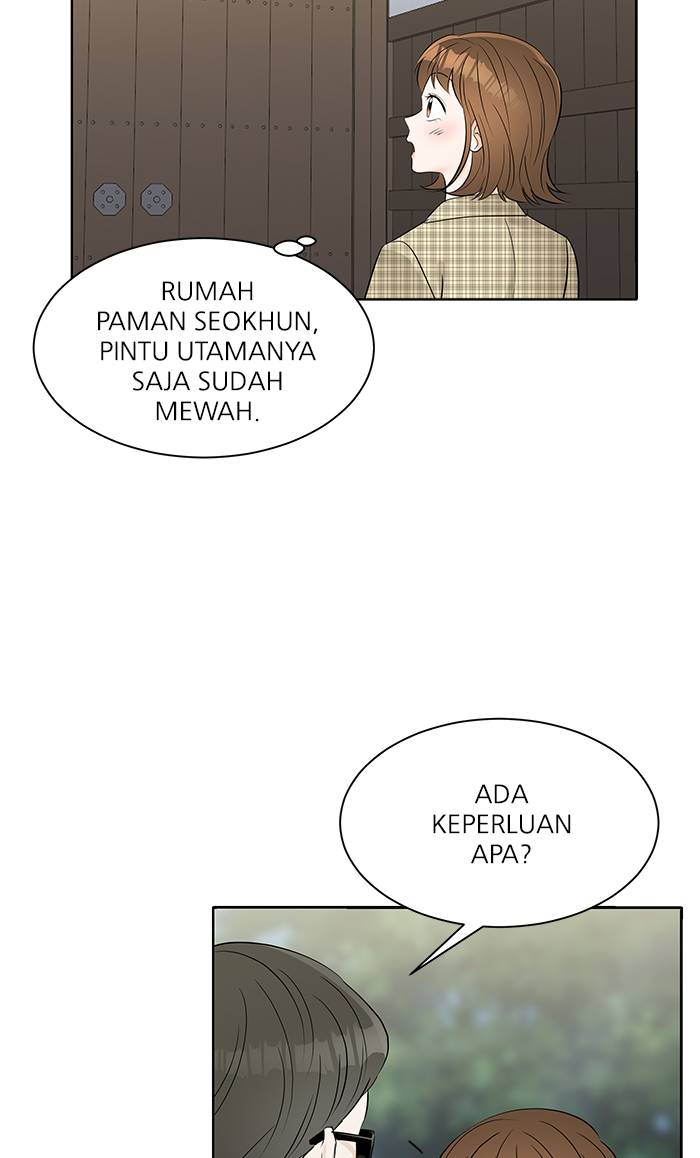 RUMAH
PAMAN SEOKHUN,
PINTU UTAMANYA
SAJA SUDAH
MEWAH.
ADA
KEPERLUAN
APA?